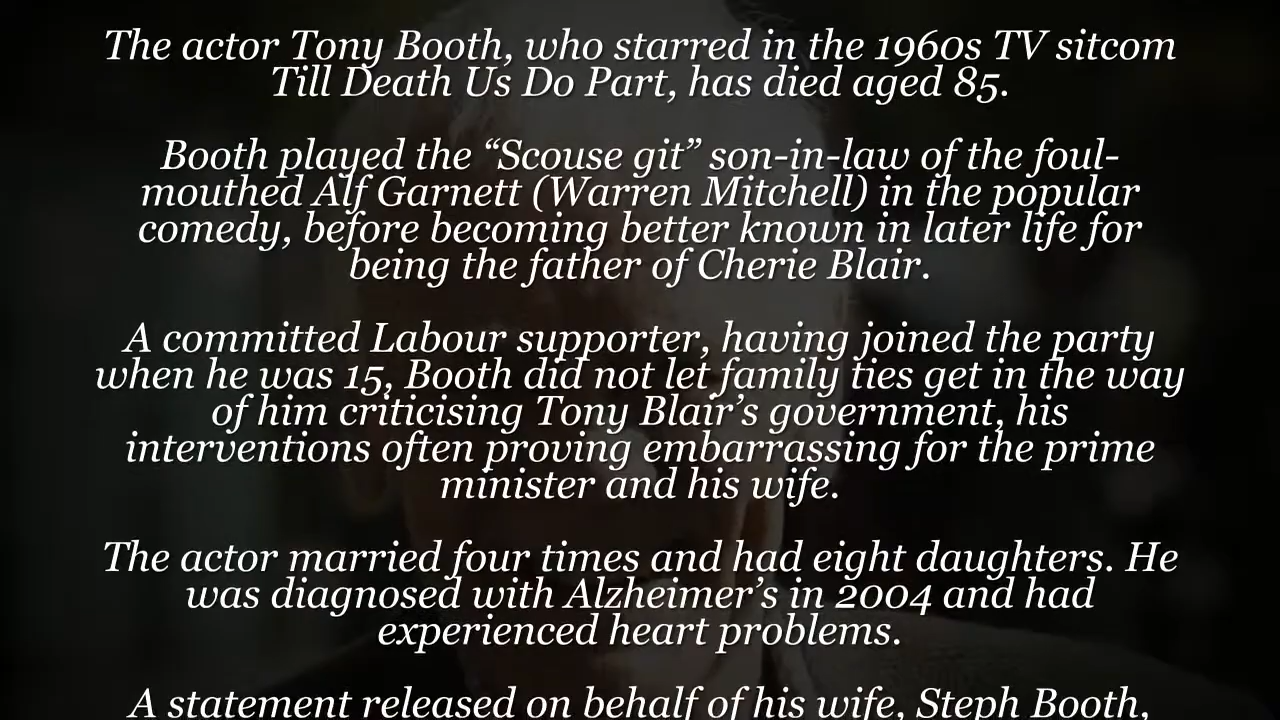 The actor Tony Booth, who starred in the 1960s TV sitcom
Till Death Us Do Part, has died aged 85.
Booth played the “Scouse git” son-in-law of the foul-
mouthed Alf Garnett (Warren Mitchell) in the popular
comedy, before becoming better known in later life for
being the father of Cherie Blair.
A committed Labour supporter, having joined the party
when he was 15, Booth did not let family ties get in the way
of him criticising Tony Blair’s government, his
interventions often proving embarrassing for the prime
minister and his wife.
The actor married four times and had eight daughters. He
was diagnosed with Alzheimer’s in 2004 and had
experienced heart problems.
A statement released on behalf of his wife, Steph Booth,